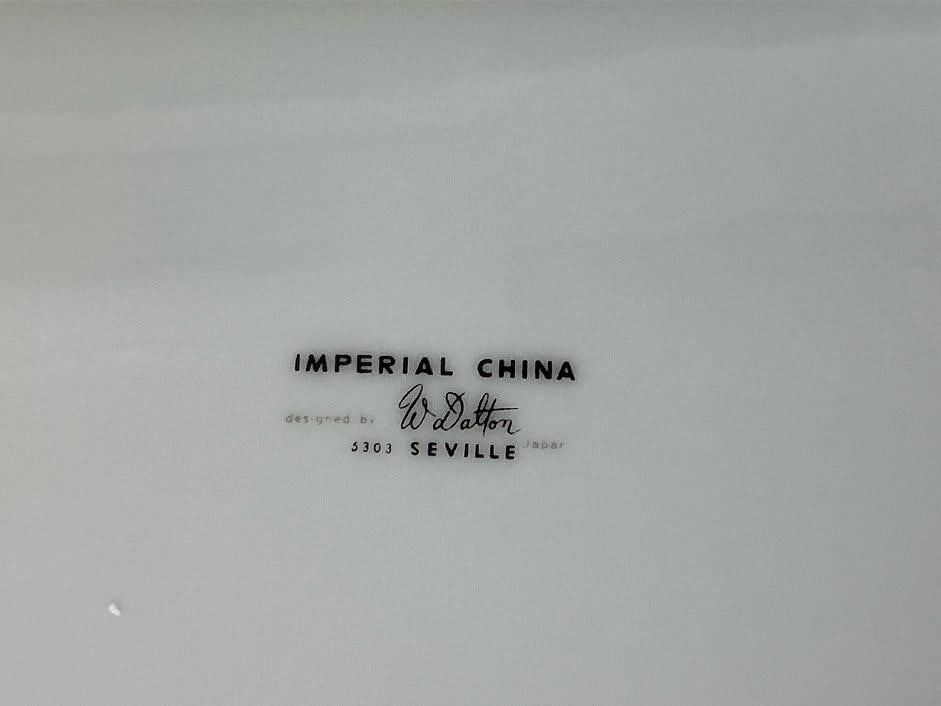 IMPERIAL CHINA
designed by W. Dalton
5303 SEVILLE Japan